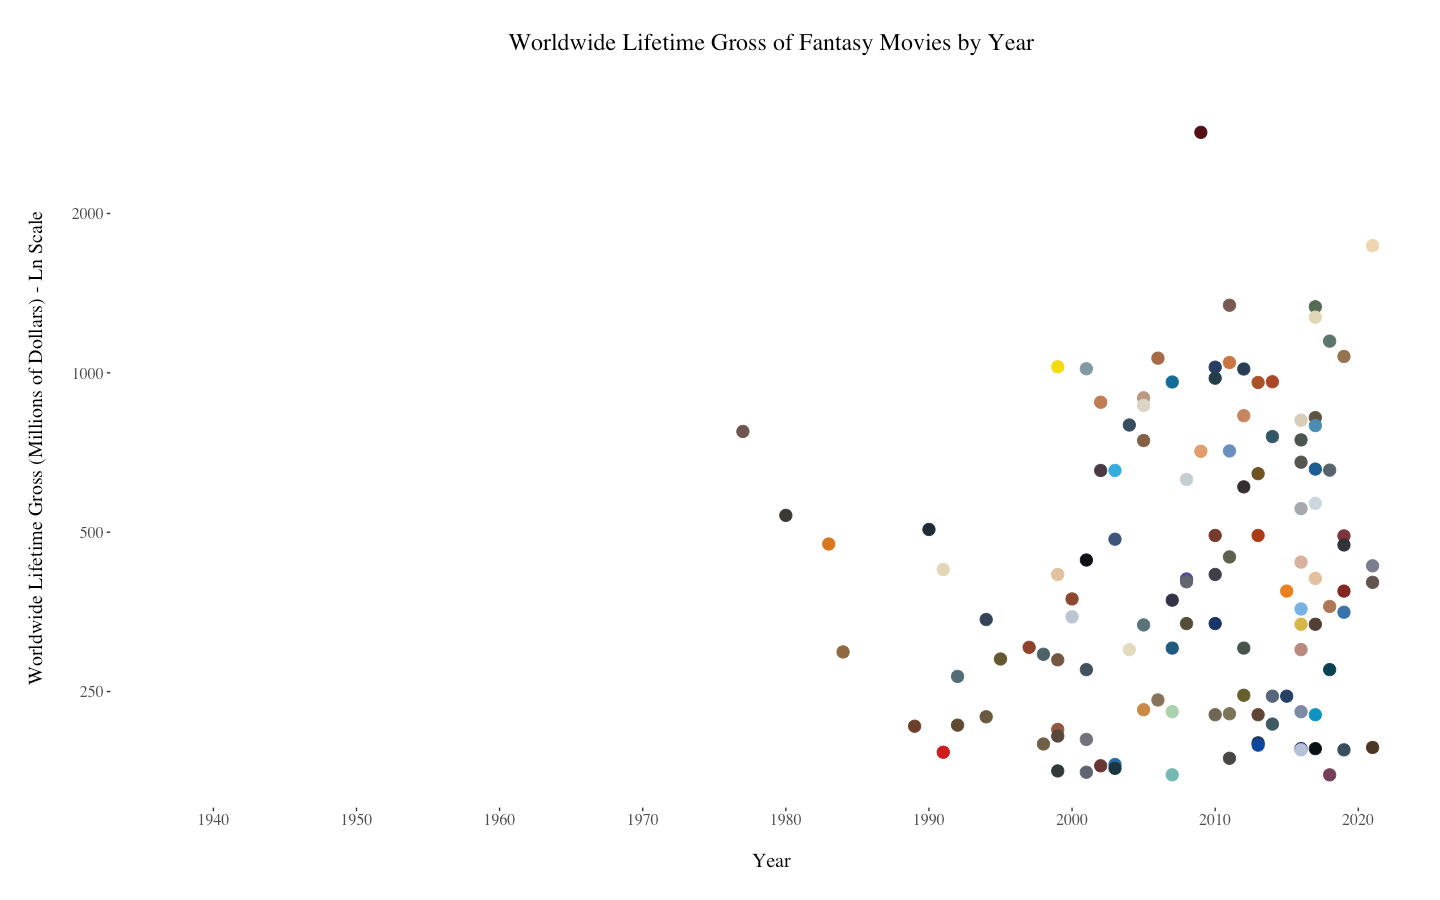 Worldwide Lifetime Gross of Fantasy Movies by Year
Worldwide Lifetime Gross (Millions of Dollars) - Ln Scale
2000
1000
500
250
1940 1950 1960 1970 1980 1990 2000 2010 2020
Year